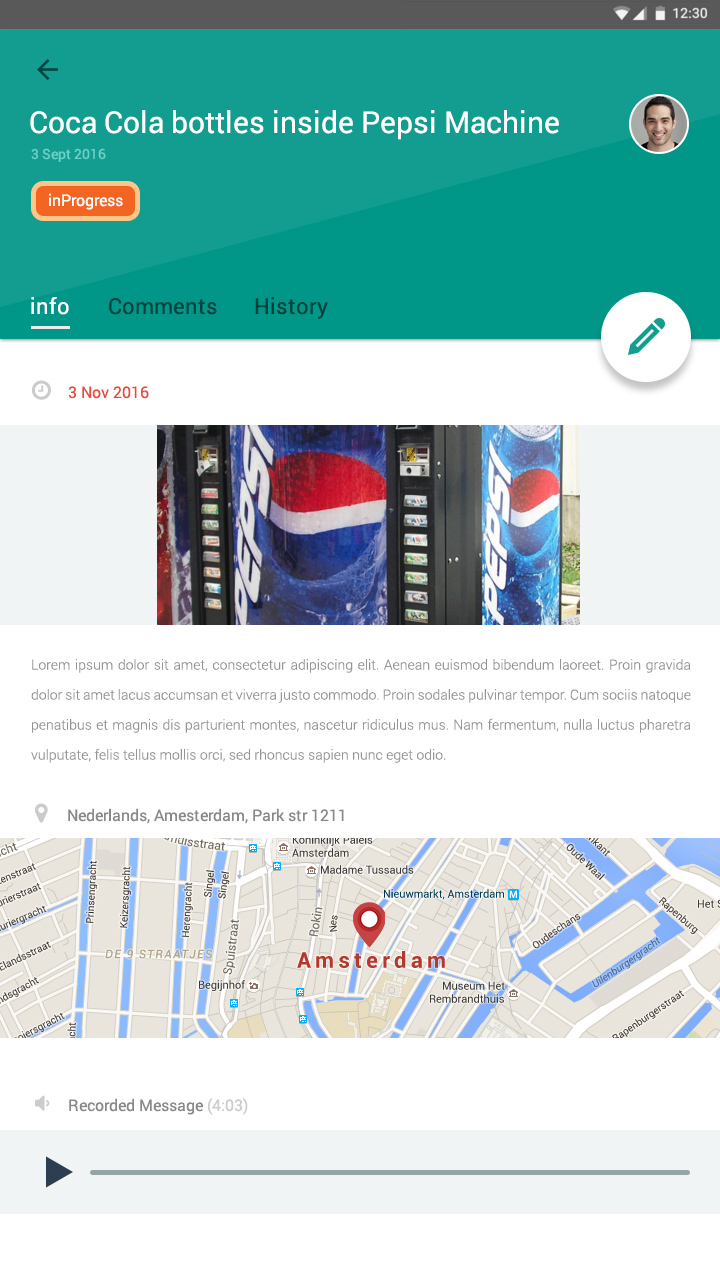 12:30
Coca Cola bottles inside Pepsi Machine
3 Sept 2016
inProgress
info
Comments
History
3 Nov 2016
PEPSI
PEPSI
Lorem ipsum dolor sit amet, consectetur adipiscing elit. Aenean euismod bibendum laoreet. Proin gravida
dolor sit amet lacus accumsan et viverra justo commodo. Proin sodales pulvinar tempor. Cum sociis natoque
penatibus et magnis dis parturient montes, nascetur ridiculus mus. Nam fermentum, nulla luctus pharetra
vulputate, felis tellus mollis orci, sed rhoncus sapien nunc eget odio.
Nederlands, Amesterdam, Park str 1211
Koninklijk Paleis
Amsterdam
Madame Tussauds
Oude Waal
Nieuwmarkt, Amsterdam M
Prinsengracht
Keizersgracht
Herengracht
Singel
Singel
Spuistraat
Rokin
Nes
Rapenburg
Het S
Oudeschans
DE 9 STRAATJES
Amsterdam
Uilenburgergracht
Begijnhof
Museum Het
Rembrandthuis
Rapenburgerstraat
Recorded Message (4:03)